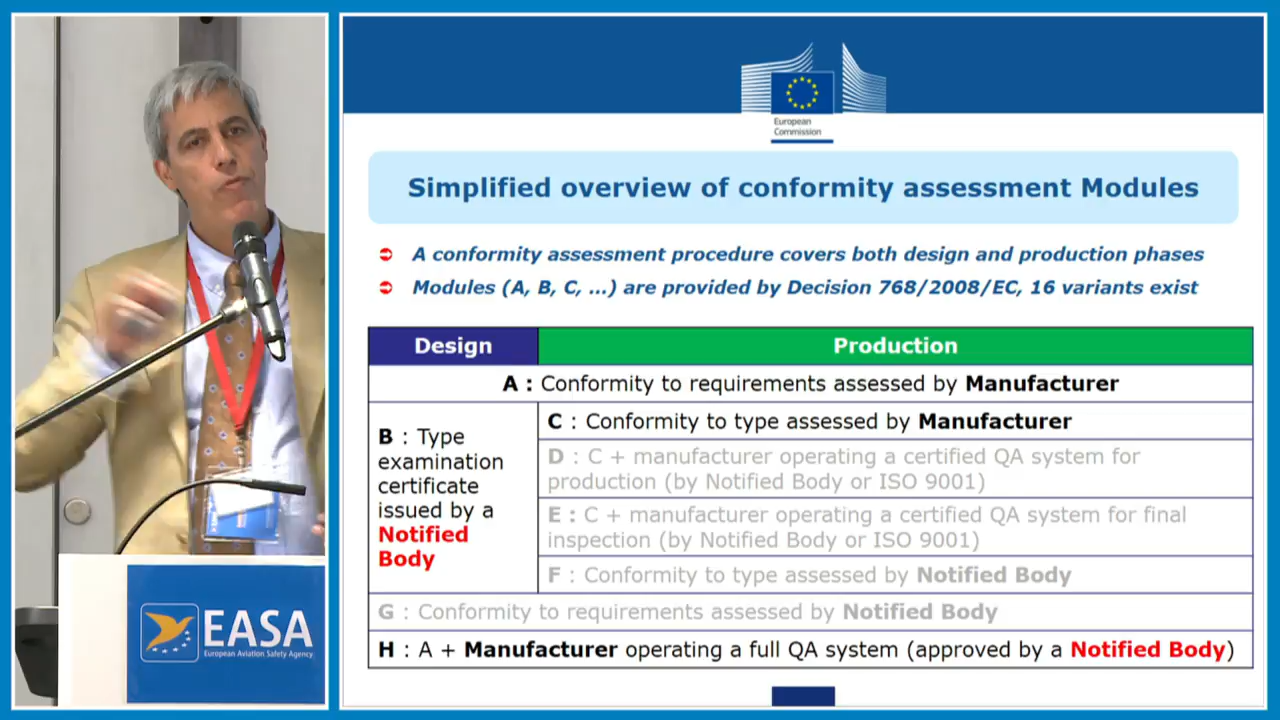 European
Commission
Simplified overview of conformity assessment Modules
A conformity assessment procedure covers both design and production phases
Modules (A, B, C, ...) are provided by Decision 768/2008/EC, 16 variants exist
Design
Production
A : Conformity to requirements assessed by Manufacturer
B : Type
examination
certificate
issued by a
Notified
Body
C : Conformity to type assessed by Manufacturer
D : C + manufacturer operating a certified QA system for
production (by Notified Body or ISO 9001)
E : C + manufacturer operating a certified QA system for final
inspection (by Notified Body or ISO 9001)
F : Conformity to type assessed by Notified Body
G : Conformity to requirements assessed by Notified Body
H : A + Manufacturer operating a full QA system (approved by a Notified Body)
EASA
European Aviation Safety Agency